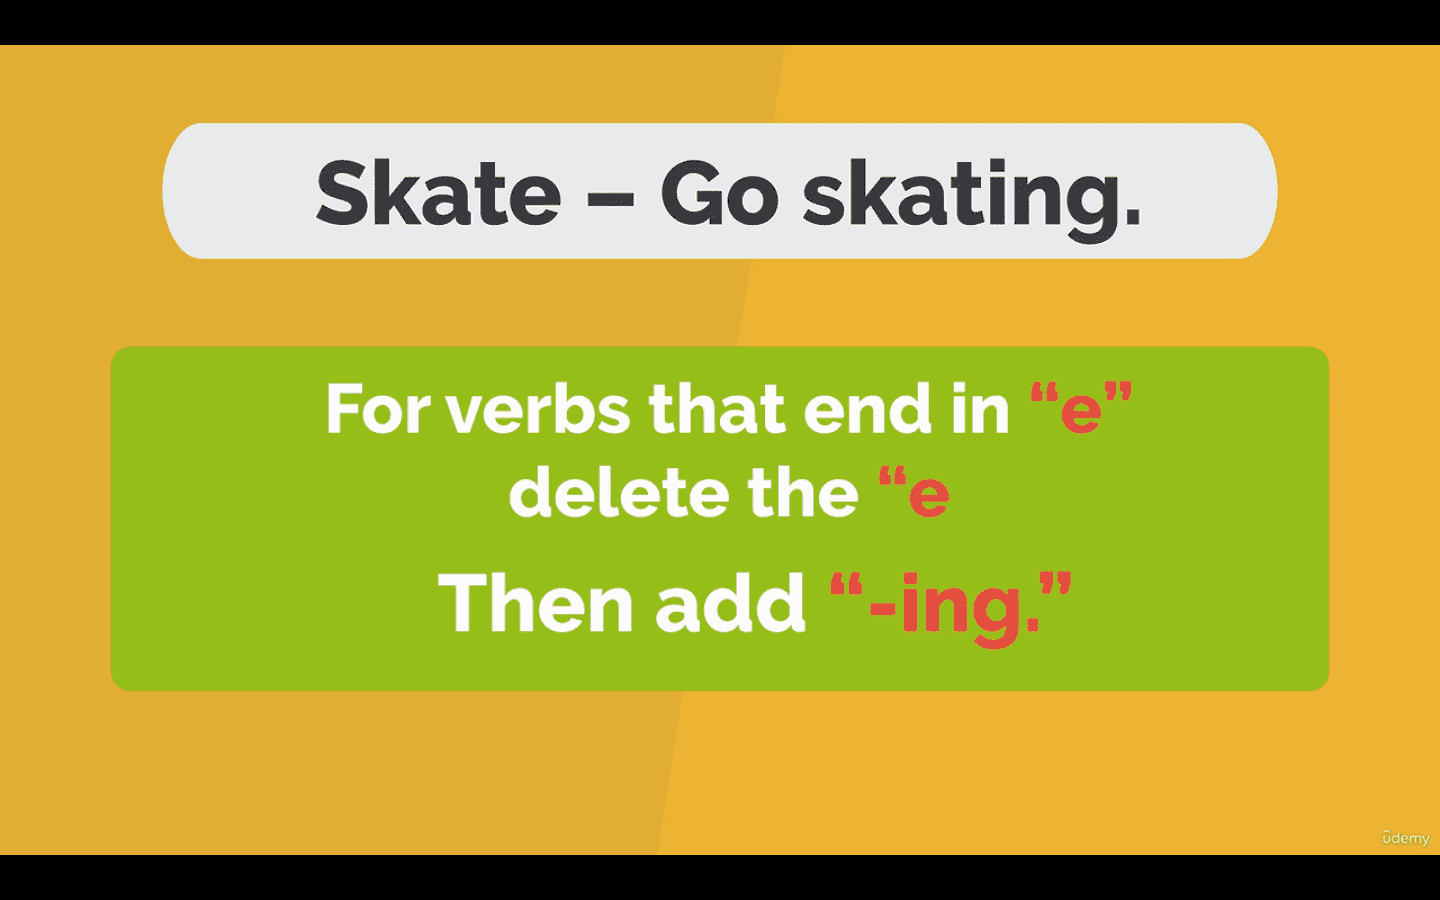 Skate – Go skating.
For verbs that end in “e”
delete the “e
Then add “-ing.”
ûdemy